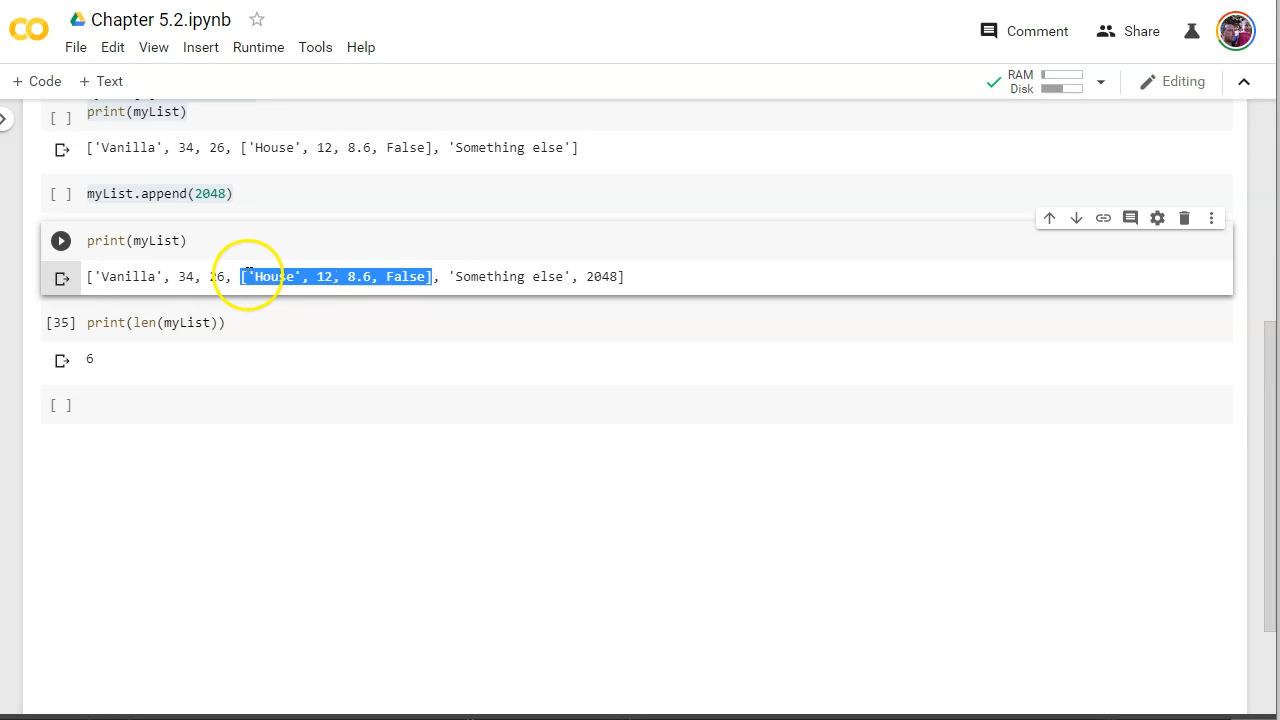 Chapter 5.2.ipynb
File Edit View Insert Runtime Tools Help
Comment
Share
+ Code + Text
RAM
Disk
Editing
[ ] print(myList)
['Vanilla', 34, 26, ['House', 12, 8.6, False], 'Something else']
[ ] myList.append(2048)
print(myList)
['Vanilla', 34, 26, ['House', 12, 8.6, False], 'Something else', 2048]
[35] print(len(myList))
6
[ ]